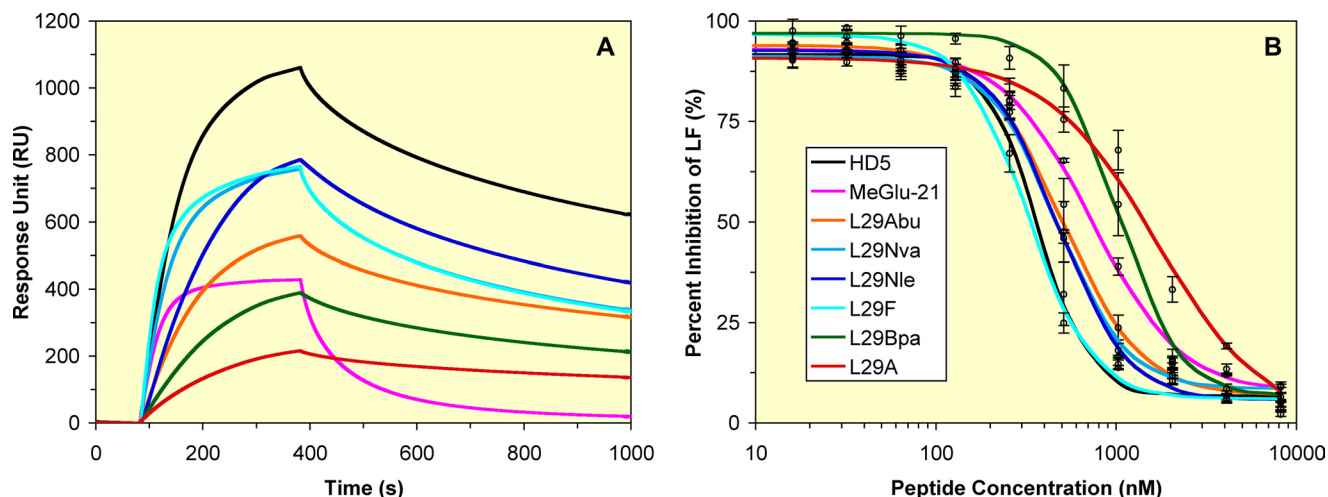 A
Response Unit (RU)
1200
1000
800
600
400
200
0
0 200 400 600 800 1000
Time (s)
B
Percent Inhibition of LF (%)
100
75
50
25
0
HD5
MeGlu-21
L29Abu
L29Nva
L29Nle
L29F
L29Bpa
L29A
10 100 1000 10000
Peptide Concentration (nM)